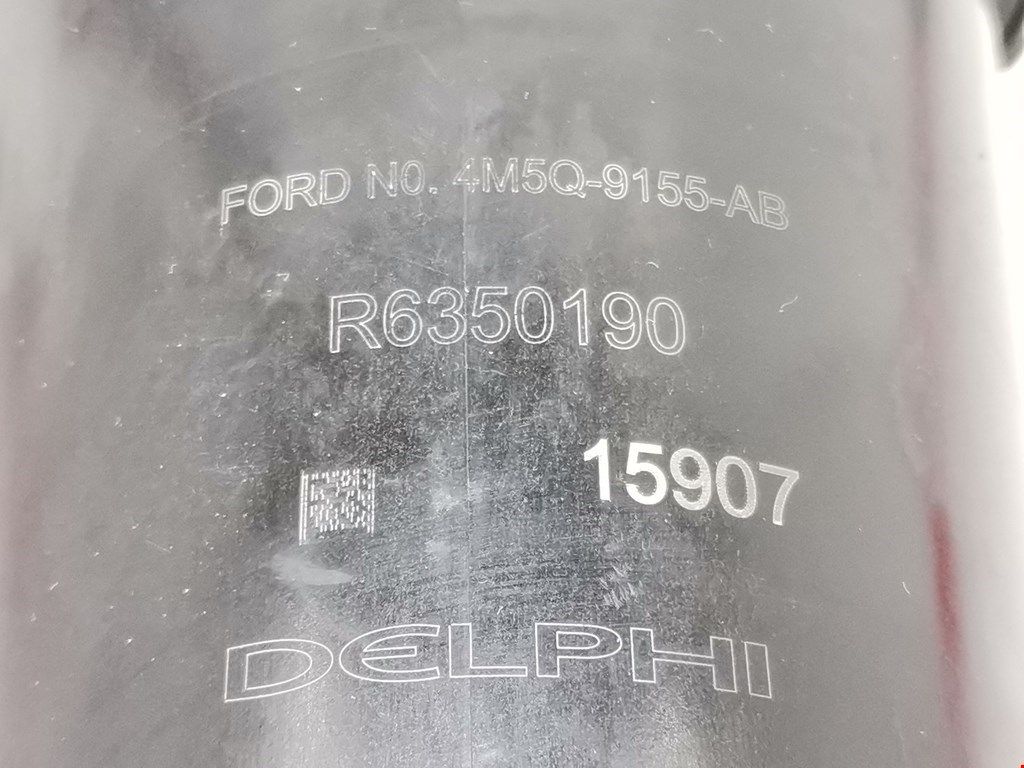 FORD N0. 4M5Q-9155-AB
R6350190
15907
DELPHI